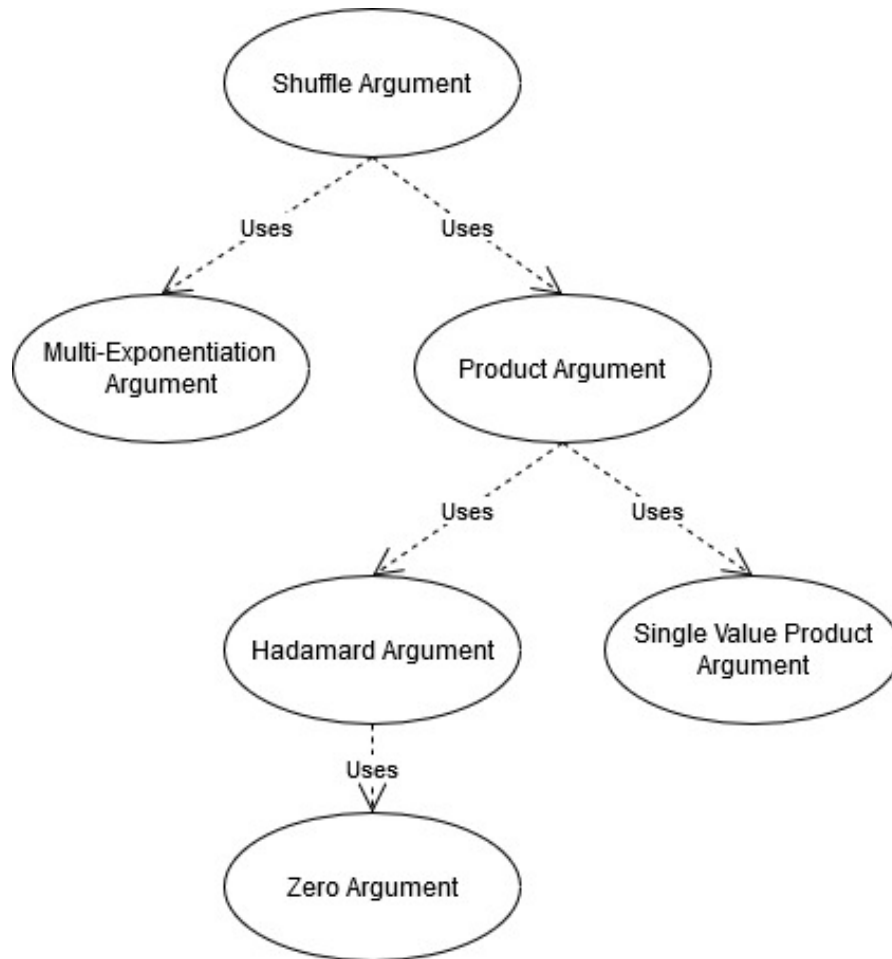 Shuffle Argument
Uses
Uses
Multi-Exponentiation
Argument
Product Argument
Uses
Uses
Hadamard Argument
Single Value Product
Argument
Uses
Zero Argument